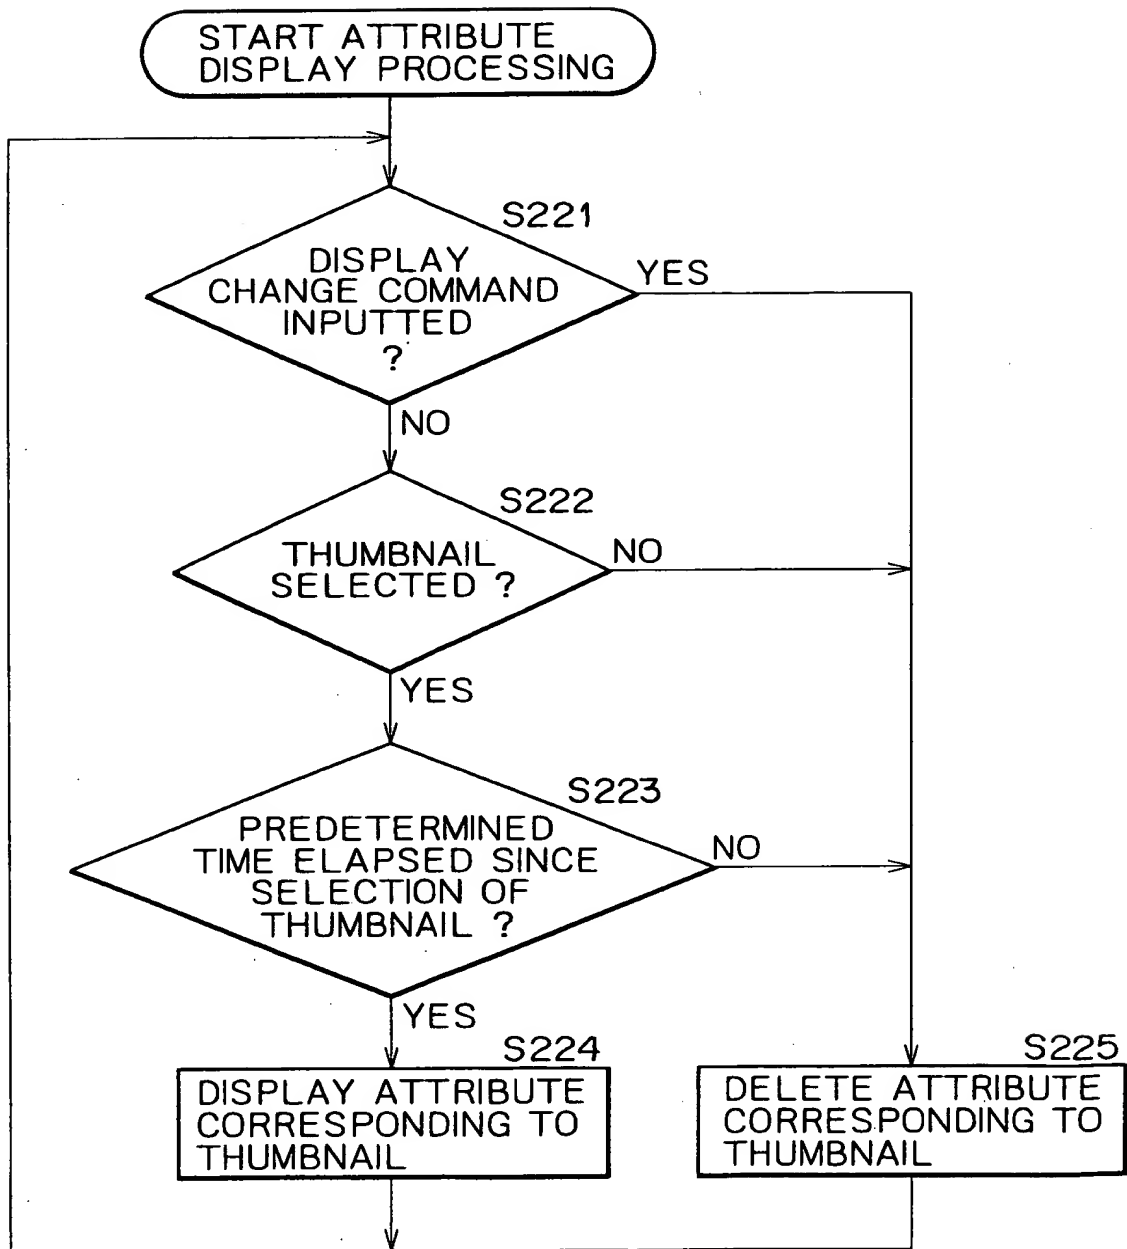 START ATTRIBUTE
DISPLAY PROCESSING
S221
DISPLAY
CHANGE COMMAND
INPUTTED
?
YES
NO
S222
THUMBNAIL
SELECTED ?
NO
YES
S223
PREDETERMINED
TIME ELAPSED SINCE
SELECTION OF
THUMBNAIL ?
NO
YES
S224
DISPLAY ATTRIBUTE
CORRESPONDING TO
THUMBNAIL
S225
DELETE ATTRIBUTE
CORRESPONDING TO
THUMBNAIL